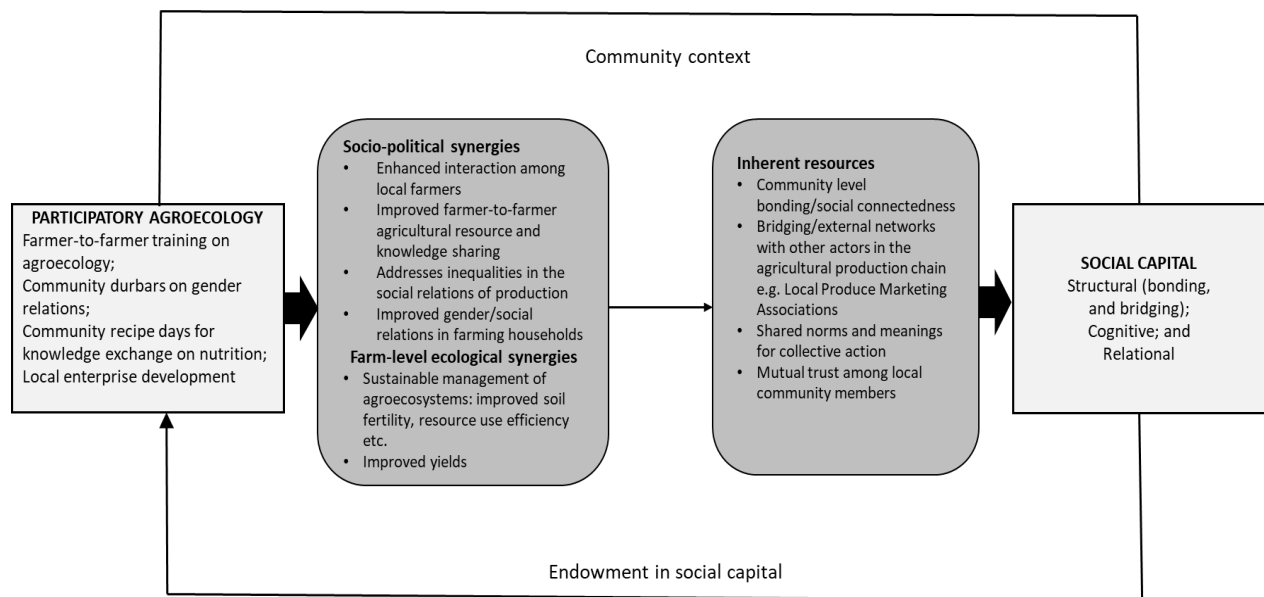 Community context
PARTICIPATORY AGROECOLOGY
Farmer-to-farmer training on
agroecology;
Community durbars on gender
relations;
Community recipe days for
knowledge exchange on nutrition;
Local enterprise development
Socio-political synergies
• Enhanced interaction among
local farmers
• Improved farmer-to-farmer
agricultural resource and
knowledge sharing
• Addresses inequalities in the
social relations of production
• Improved gender/social
relations in farming households
Farm-level ecological synergies
• Sustainable management of
agroecosystems: improved soil
fertility, resource use efficiency
etc.
• Improved yields
Inherent resources
• Community level
bonding/social connectedness
• Bridging/external networks
with other actors in the
agricultural production chain
e.g. Local Produce Marketing
Associations
• Shared norms and meanings
for collective action
• Mutual trust among local
community members
SOCIAL CAPITAL
Structural (bonding,
and bridging);
Cognitive; and
Relational
Endowment in social capital